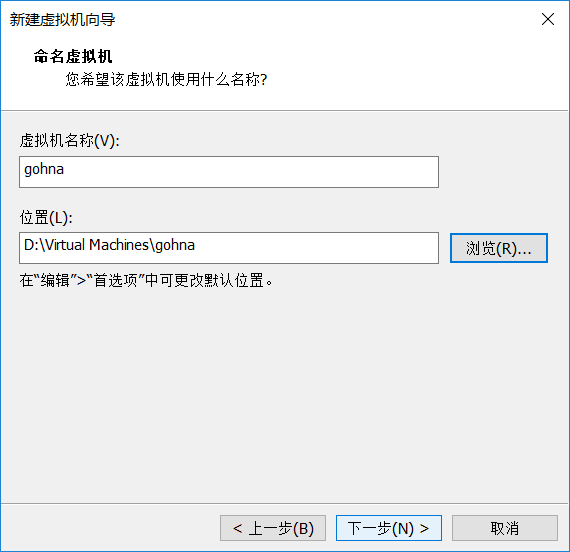 新建虚拟机向导
命名虚拟机
您希望该虚拟机使用什么名称?
虚拟机名称(V):
gohna
位置(L):
D:\Virtual Machines\gohna
浏览(R)...
在“编辑”>“首选项”中可更改默认位置。
< 上一步(B)
下一步(N) >
取消